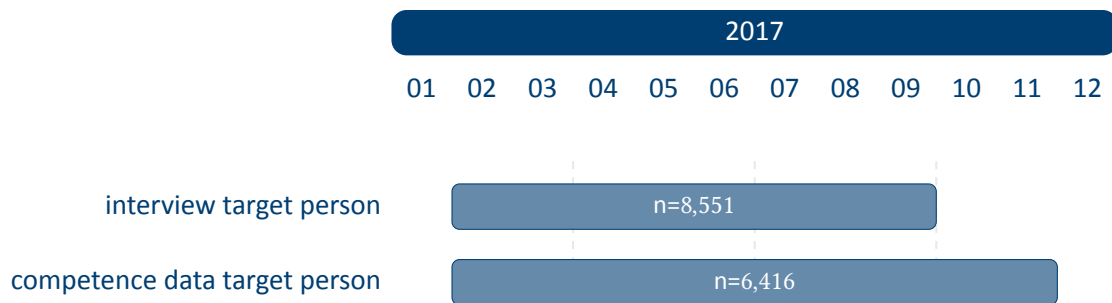 2017
01 02 03 04 05 06 07 08 09 10 11 12
interview target person n=8,551
competence data target person n=6,416